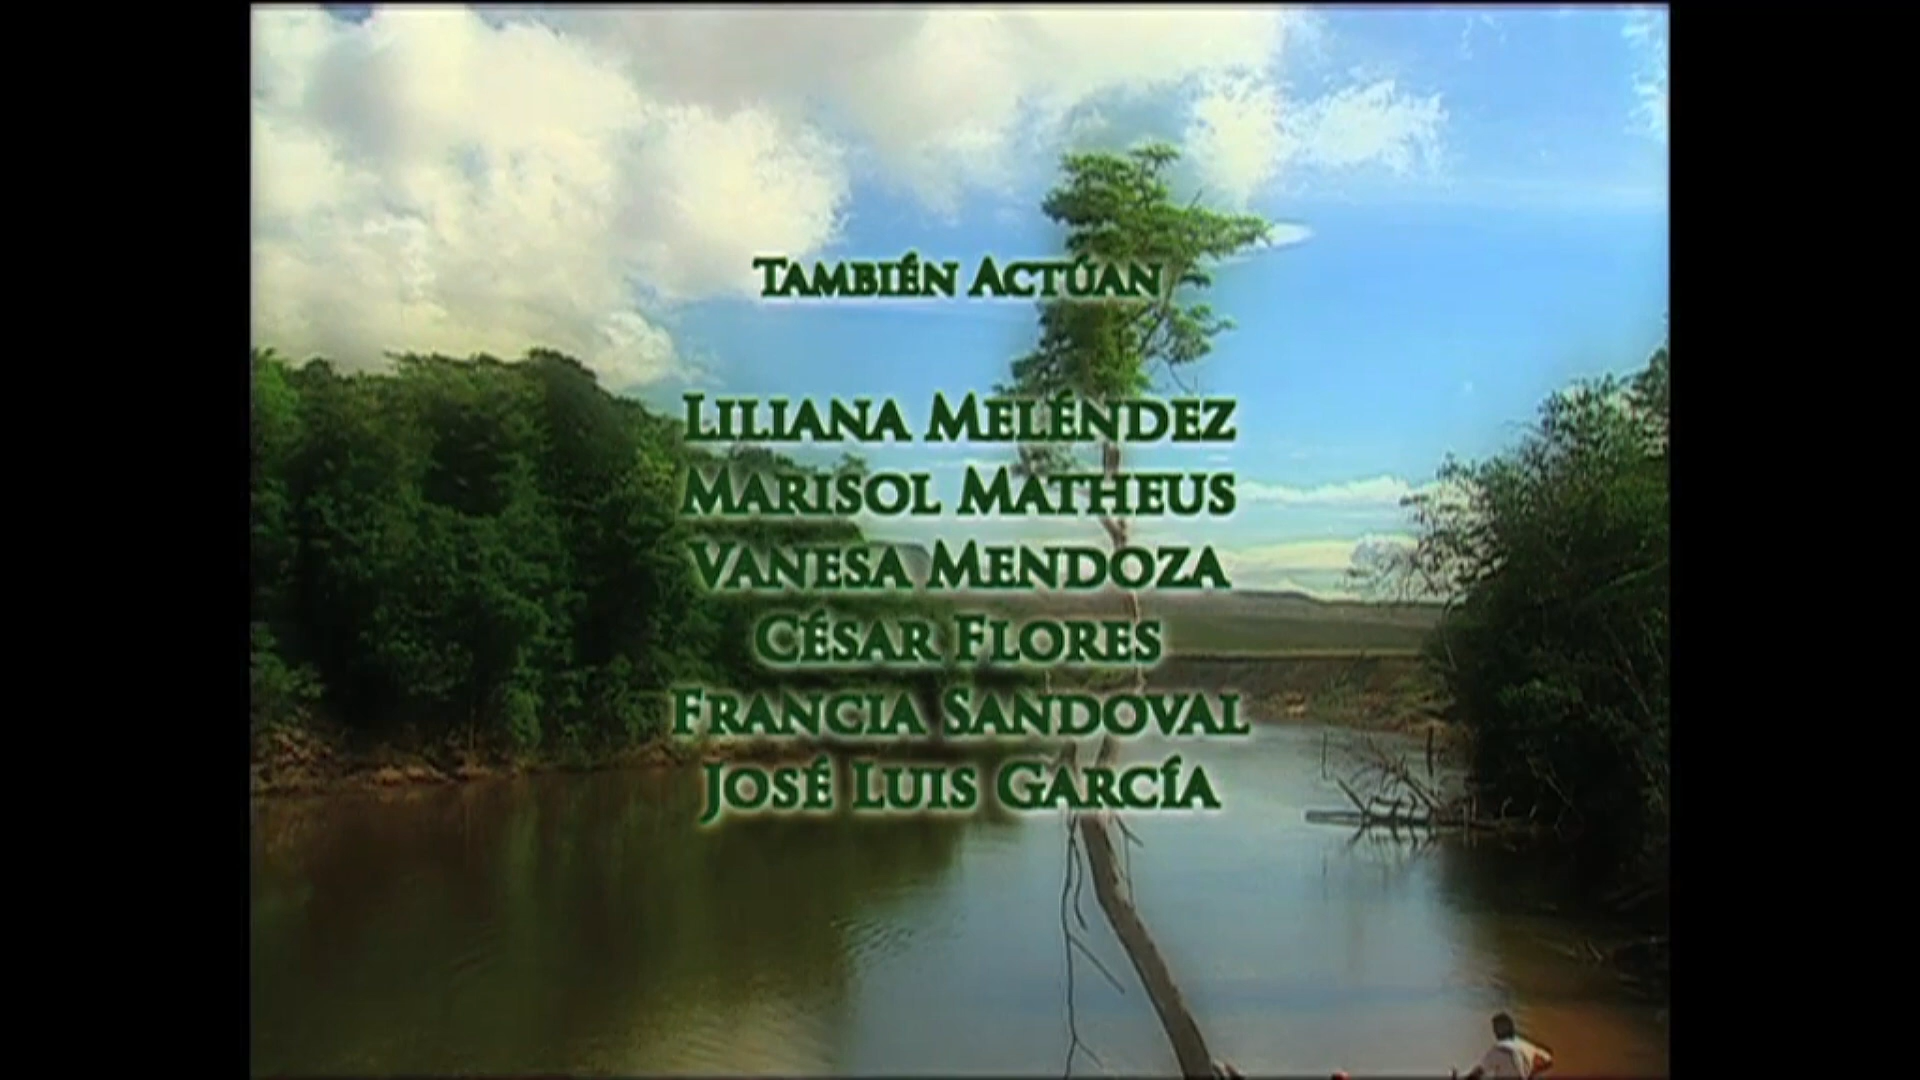 También Actúan
Liliana Meléndez
Marisol Matheus
Vanesa Mendoza
César Flores
Francia Sandoval
José Luis García